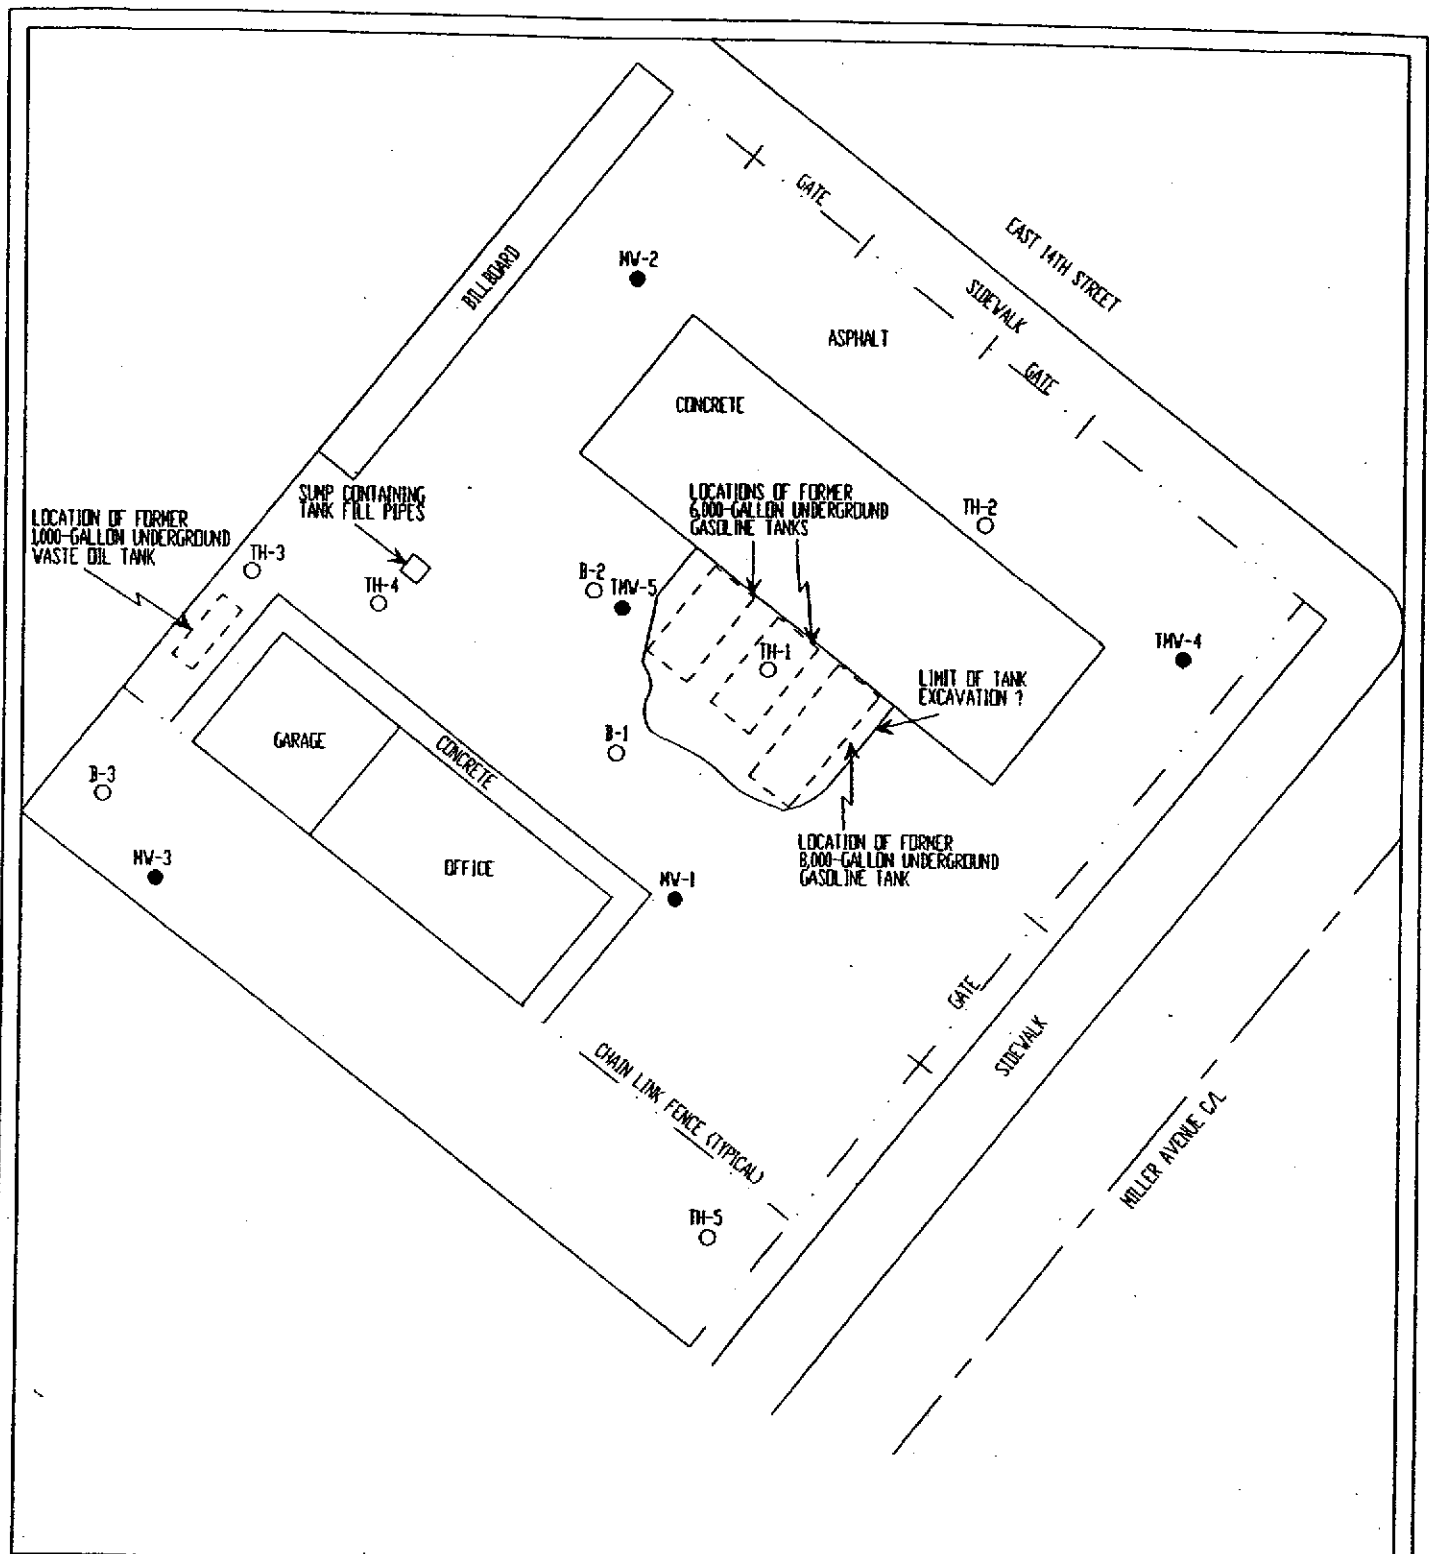 GATE
EAST 14TH STREET
MW-2
BILLBOARD
SIDEWALK
ASPHALT
GATE
CONCRETE
SUMP CONTAINING
TANK FILL PIPES
LOCATIONS OF FORMER
6,000-GALLON UNDERGROUND
GASOLINE TANKS
TH-2
LOCATION OF FORMER
1,000-GALLON UNDERGROUND
WASTE OIL TANK
TH-3
TH-4
B-2
TMW-5
TH-1
TMW-4
LIMIT OF TANK
EXCAVATION ?
GARAGE
CONCRETE
B-1
B-3
LOCATION OF FORMER
8,000-GALLON UNDERGROUND
GASOLINE TANK
MW-3
OFFICE
MW-1
GATE
SIDEWALK
CHAIN LINK FENCE (TYPICAL)
MILLER AVENUE C/L
TH-5